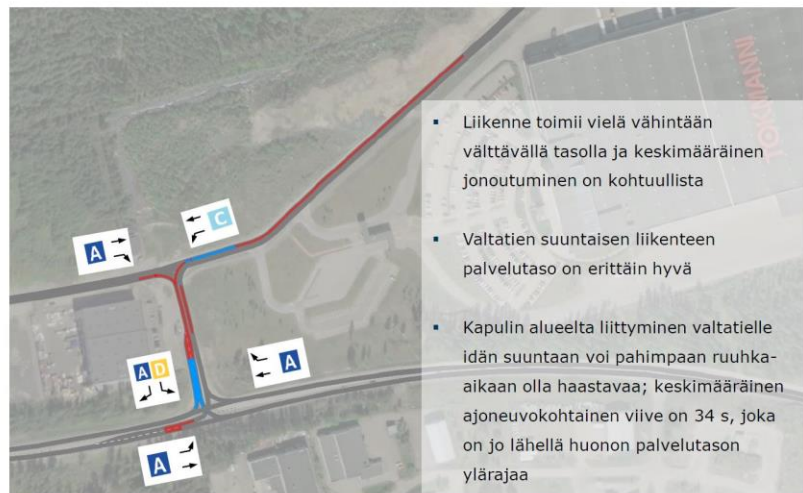 TOKMANNI
▪ Liikenne toimii vielä vähintään
välttävällä tasolla ja keskimääräinen
jonoutuminen on kohtuullista
▪ Valtatien suuntaisen liikenteen
palvelutaso on erittäin hyvä
▪ Kapulin alueelta liittyminen valtatielle
idän suuntaan voi pahimpaan ruuhka-
aikaan olla haastavaa; keskimääräinen
ajoneuvokohtainen viive on 34 s, joka
on jo lähellä huonon palvelutason
ylärajaa
C
A
A D
A
A